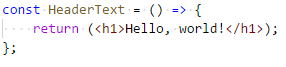 const HeaderText = () => {
    return (<h1>Hello, world!</h1>);
};